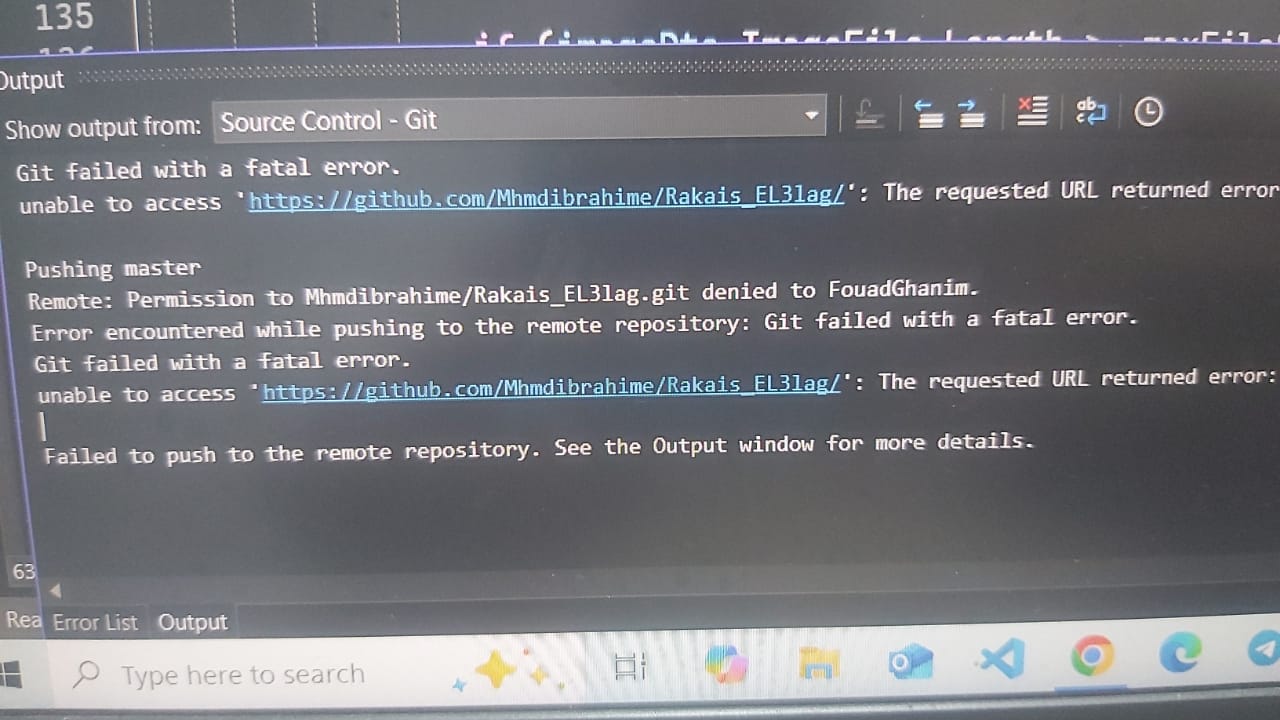 135
Output
Show output from: Source Control - Git
Git failed with a fatal error.
unable to access 'https://github.com/Mhmdibrahime/Rakais_EL3lag/': The requested URL returned error
Pushing master
Remote: Permission to Mhmdibrahime/Rakais_EL3lag.git denied to FouadGhanim.
Error encountered while pushing to the remote repository: Git failed with a fatal error.
Git failed with a fatal error.
unable to access 'https://github.com/Mhmdibrahime/Rakais_EL3lag/': The requested URL returned error:
Failed to push to the remote repository. See the Output window for more details.
63
Rea Error List Output
Type here to search